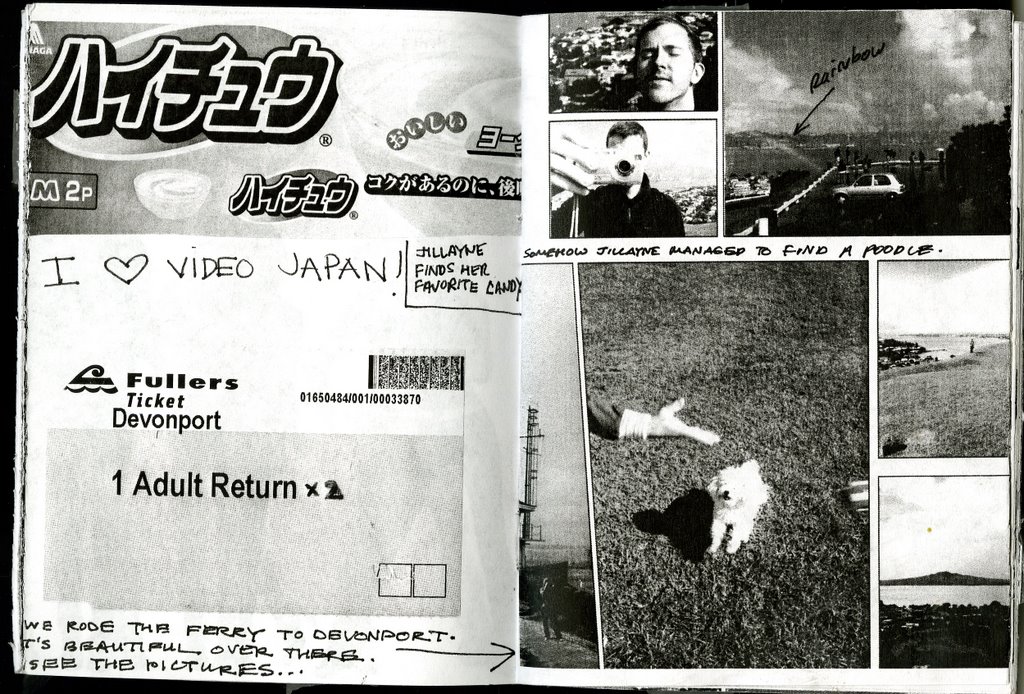 ハイチュウ®
おいしい
ヨー
M 2P
ハイチュウ®
コクがあるのに、後
I ♡ VIDEO JAPAN!
JILLAYNE
FINDS HER
FAVORITE CANDY
Fullers
Ticket
Devonport
01650484/001/00033870
1 Adult Return x 2
WE RODE THE FERRY TO DEVONPORT.
T'S BEAUTIFUL OVER THERE.
SEE THE PICTURES...
Rainbow
SOMEHOW JILLAYNE MANAGED TO FIND A POODLE.